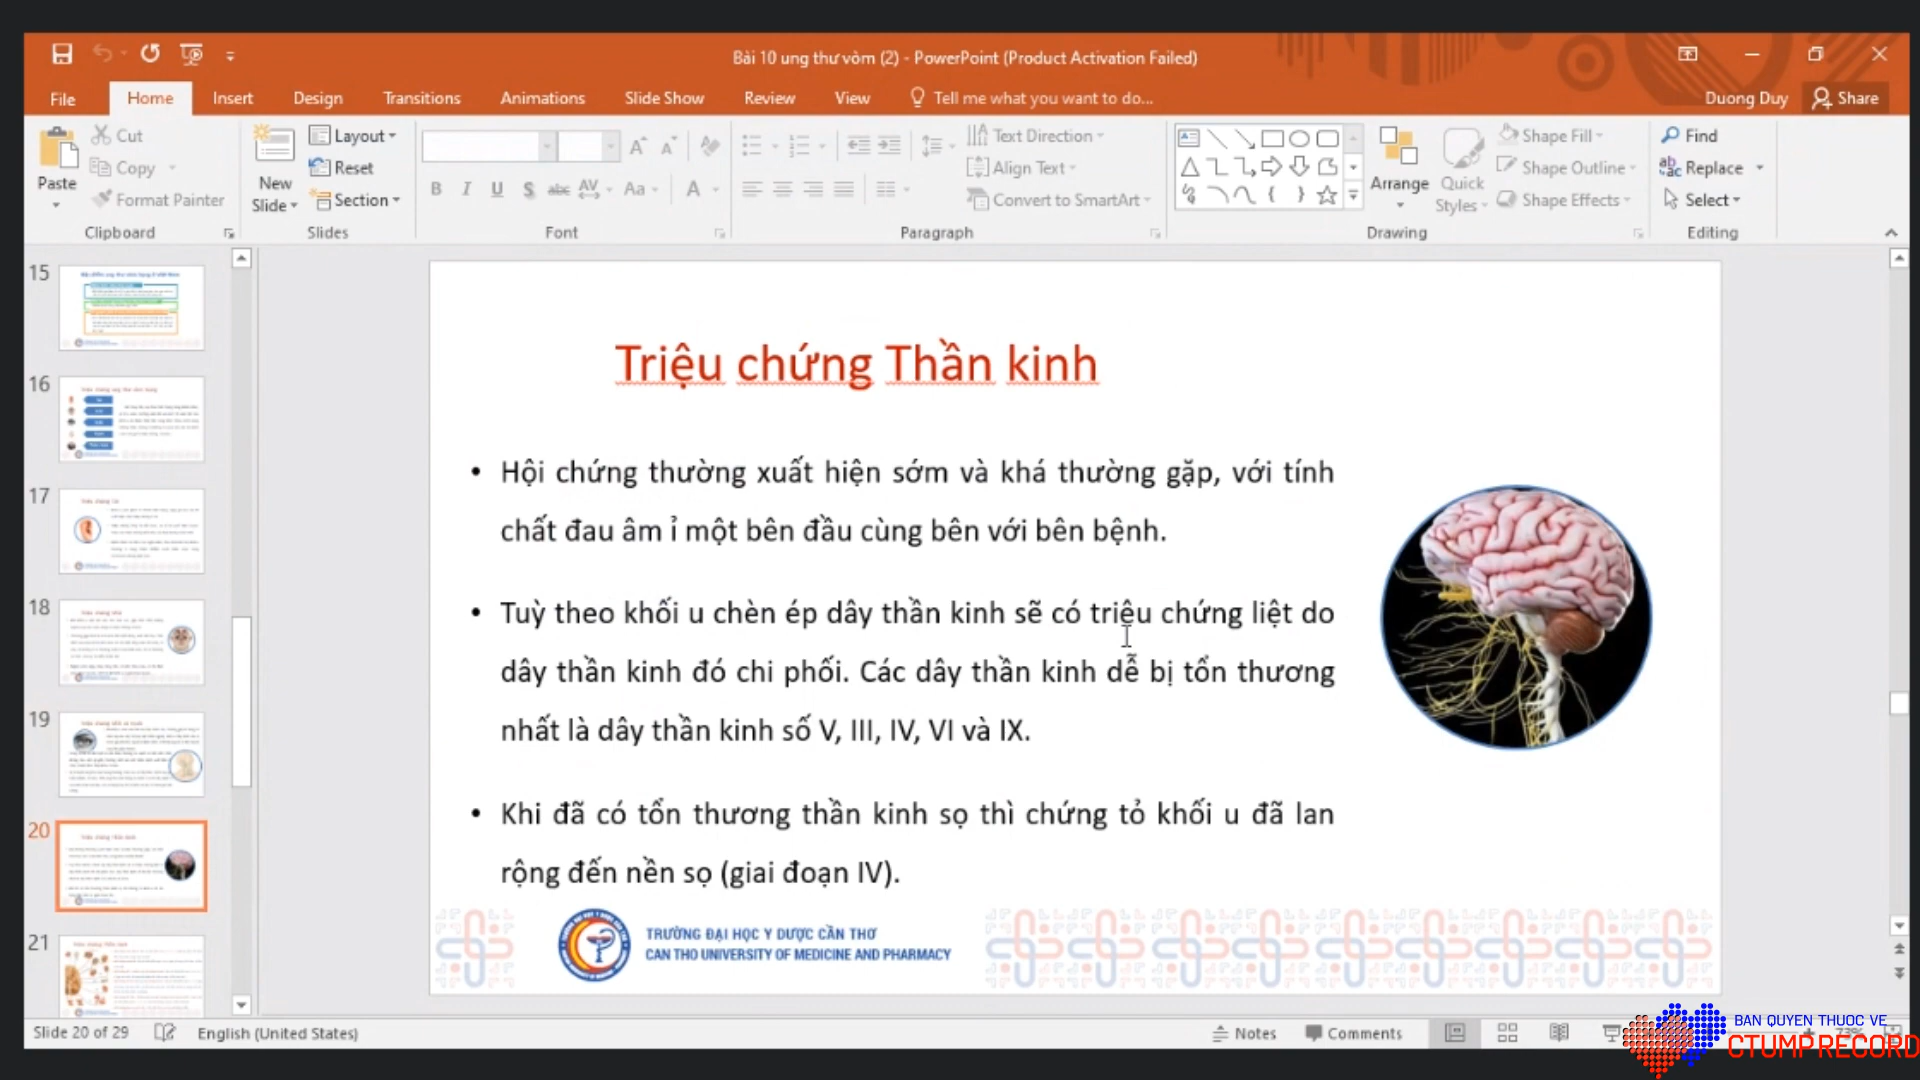 Bài 10 ung thư vòm (2) - PowerPoint (Product Activation Failed)
File Home Insert Design Transitions Animations Slide Show Review View Tell me what you want to do... Duong Duy Share
Paste Cut Copy Format Painter
Clipboard
New Slide Layout Reset Section
Slides
B I U S abc AV Aa A
Font
Text Direction
Align Text
Convert to SmartArt
Paragraph
Arrange Quick Styles
Shape Fill
Shape Outline
Shape Effects
Drawing
Find
Replace
Select
Editing
15
16
17
18
19
20
21
Triệu chứng Thần kinh
• Hội chứng thường xuất hiện sớm và khá thường gặp, với tính
chất đau âm ỉ một bên đầu cùng bên với bên bệnh.
• Tuỳ theo khối u chèn ép dây thần kinh sẽ có triệu chứng liệt do
dây thần kinh đó chi phối. Các dây thần kinh dễ bị tổn thương
nhất là dây thần kinh số V, III, IV, VI và IX.
• Khi đã có tổn thương thần kinh sọ thì chứng tỏ khối u đã lan
rộng đến nền sọ (giai đoạn IV).
TRƯỜNG ĐẠI HỌC Y DƯỢC CẦN THƠ
CAN THO UNIVERSITY OF MEDICINE AND PHARMACY
Slide 20 of 29 English (United States) Notes Comments
BAN QUYEN THUOC VE
CTUMP RECORD